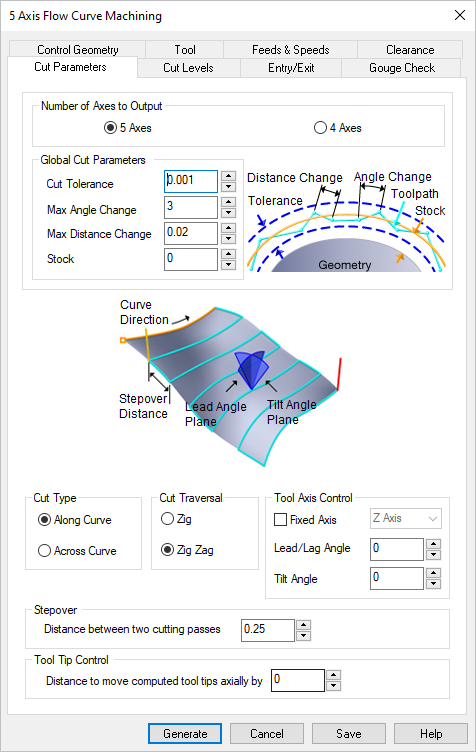 5 Axis Flow Curve Machining
Control Geometry Tool Feeds & Speeds Clearance
Cut Parameters Cut Levels Entry/Exit Gouge Check
Number of Axes to Output
5 Axes 4 Axes
Global Cut Parameters
Cut Tolerance 0.001
Max Angle Change 3
Max Distance Change 0.02
Stock 0
Distance Change Angle Change
Tolerance Toolpath
Stock
Geometry
Curve
Direction
Stepover
Distance
Lead Angle
Plane
Tilt Angle
Plane
Cut Type
Along Curve
Across Curve
Cut Traversal
Zig
Zig Zag
Tool Axis Control
Fixed Axis Z Axis
Lead/Lag Angle 0
Tilt Angle 0
Stepover
Distance between two cutting passes 0.25
Tool Tip Control
Distance to move computed tool tips axially by 0
Generate Cancel Save Help